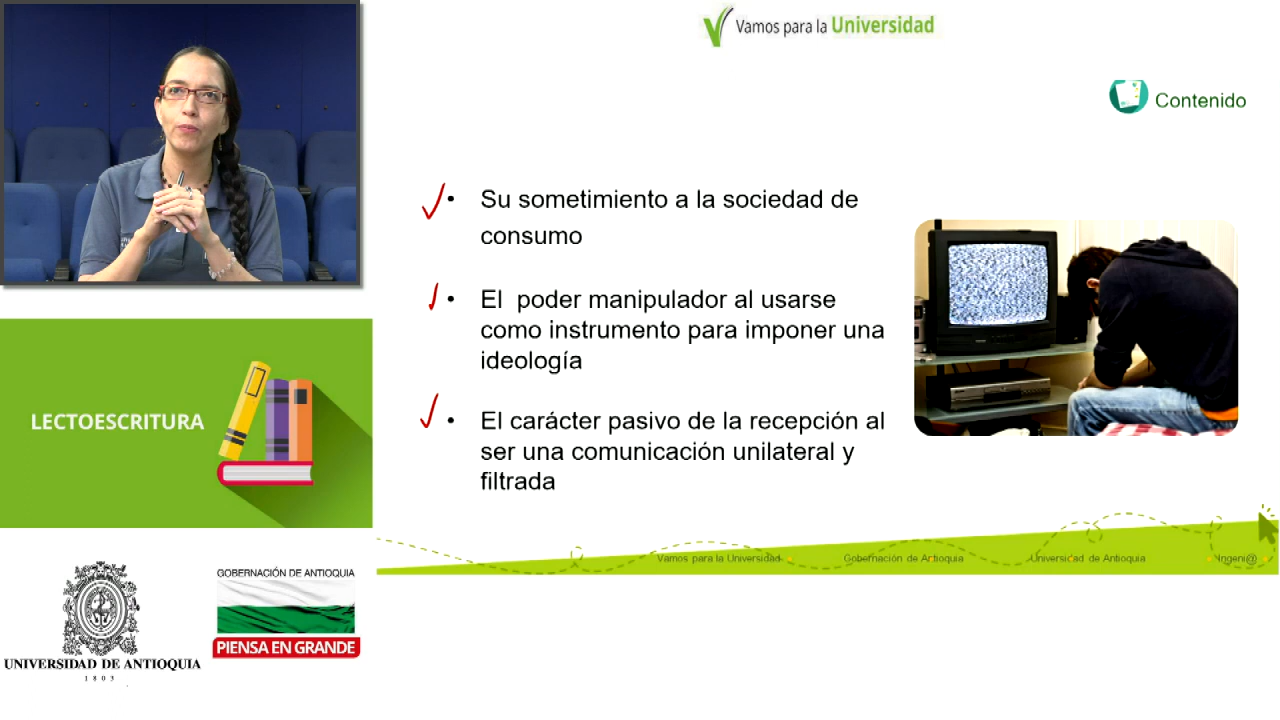 Vamos para la Universidad
Contenido
• Su sometimiento a la sociedad de
consumo
• El poder manipulador al usarse
como instrumento para imponer una
ideología
• El carácter pasivo de la recepción al
ser una comunicación unilateral y
filtrada
LECTOESCRITURA
Vamos para la Universidad Gobernación de Antioquia Universidad de Antioquia Ingeni@
GOBERNACIÓN DE ANTIOQUIA
PIENSA EN GRANDE
UNIVERSIDAD DE ANTIOQUIA
1803